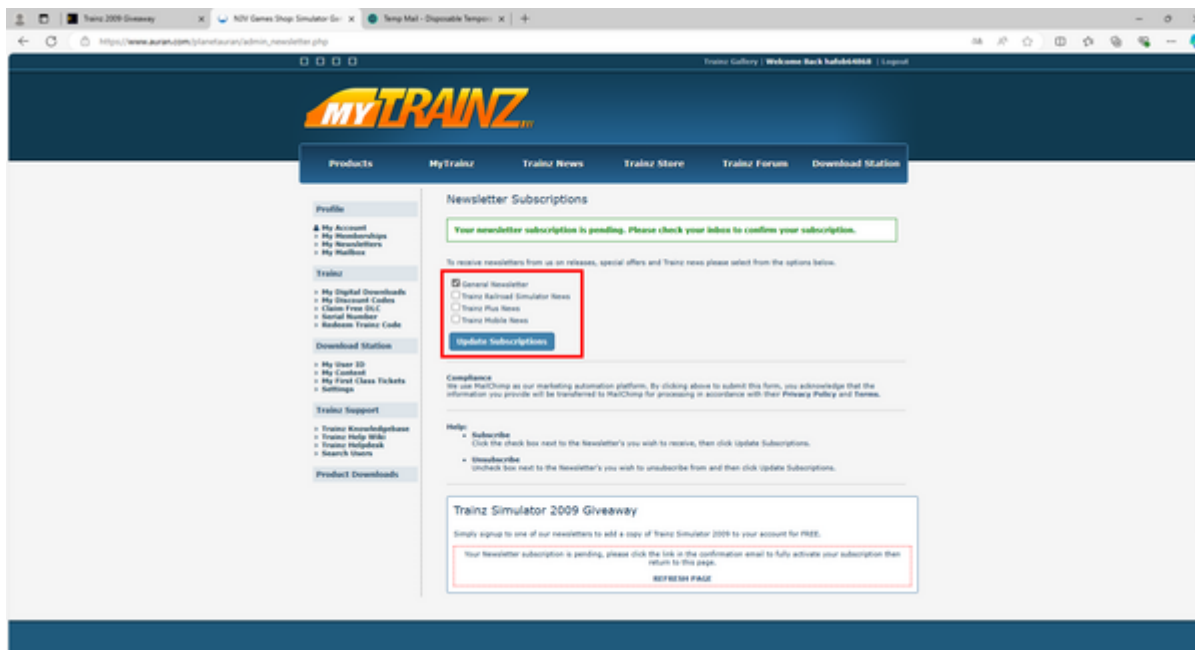 Trainz 2009 Giveaway
N3V Games Shop: Simulator Ga
Temp Mail - Disposable Tempor
https://www.auran.com/planetauran/admin_newsletter.php
Trainz Gallery | Welcome Back | Logout
MYTRAINZ
Products MyTrainz Trainz News Trainz Store Trainz Forum Download Station
Profile
My Account
» My Memberships
» My Newsletters
» My Mailbox
Trainz
» My Digital Downloads
» My Discount Codes
» Claim Free DLC
» Serial Number
» Redeem Trainz Code
Download Station
» My User ID
» My Content
» My First Class Tickets
» Settings
Trainz Support
» Trainz Knowledgebase
» Trainz Help Wiki
» Trainz Helpdesk
» Search Users
Product Downloads
Newsletter Subscriptions
Your newsletter subscription is pending. Please check your inbox to confirm your subscription.
To receive newsletters from us on releases, special offers and Trainz news please select from the options below.
General Newsletter
Trainz Railroad Simulator News
Trainz Plus News
Trainz Mobile News
Update Subscriptions
Compliance
We use MailChimp as our marketing automation platform. By clicking above to submit this form, you acknowledge that the
information you provide will be transferred to MailChimp for processing in accordance with their Privacy Policy and Terms.
Help:
• Subscribe
Click the check box next to the Newsletter's you wish to receive, then click Update Subscriptions.
• Unsubscribe
Uncheck box next to the Newsletter's you wish to unsubscribe from and then click Update Subscriptions.
Trainz Simulator 2009 Giveaway
Simply signup to one of our newsletters to add a copy of Trainz Simulator 2009 to your account for FREE.
Your Newsletter subscription is pending, please click the link in the confirmation email to fully activate your subscription then
return to this page.
REFRESH PAGE